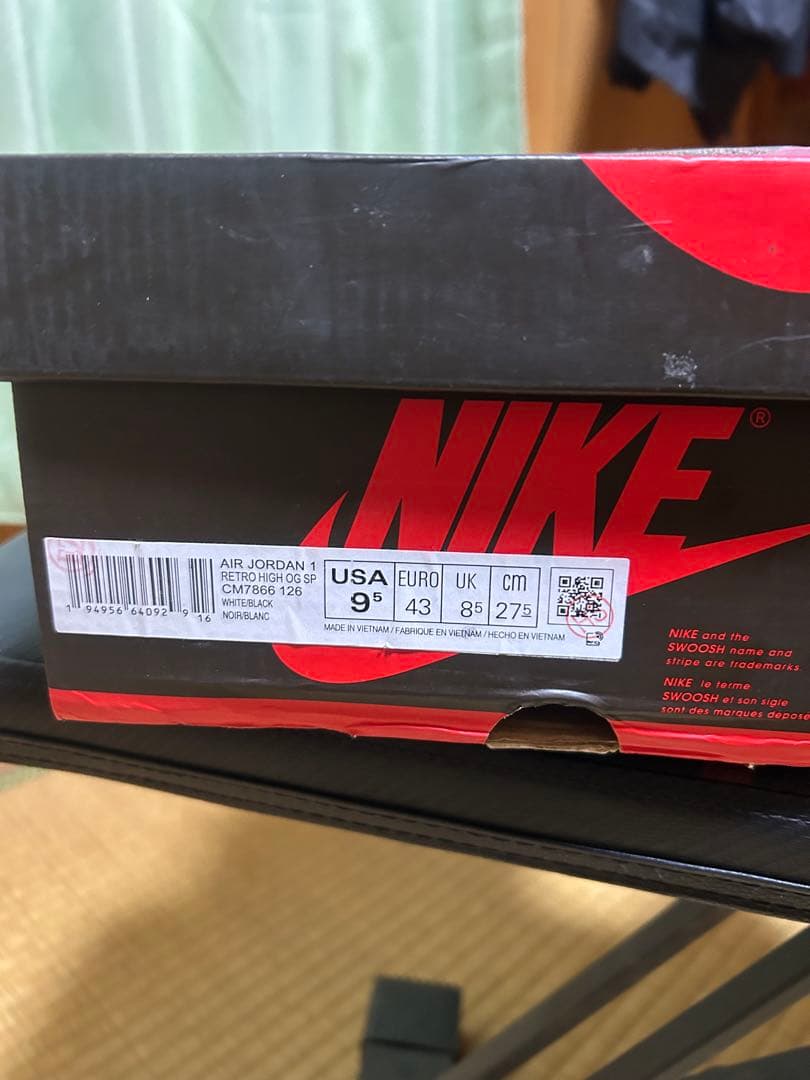 NIKE®
AIR JORDAN 1
RETRO HIGH OG SP
CM7866 126
WHITE/BLACK
NOIR/BLANC
1 94956 64092 9 16
USA
9⁵
EURO
43
UK
8⁵
cm
27⁵
MADE IN VIETNAM / FABRIQUE EN VIETNAM / HECHO EN VIETNAM
NIKE and the
SWOOSH name and
stripe are trademarks
NIKE le terme
SWOOSH et son sigle
sont des marques depose